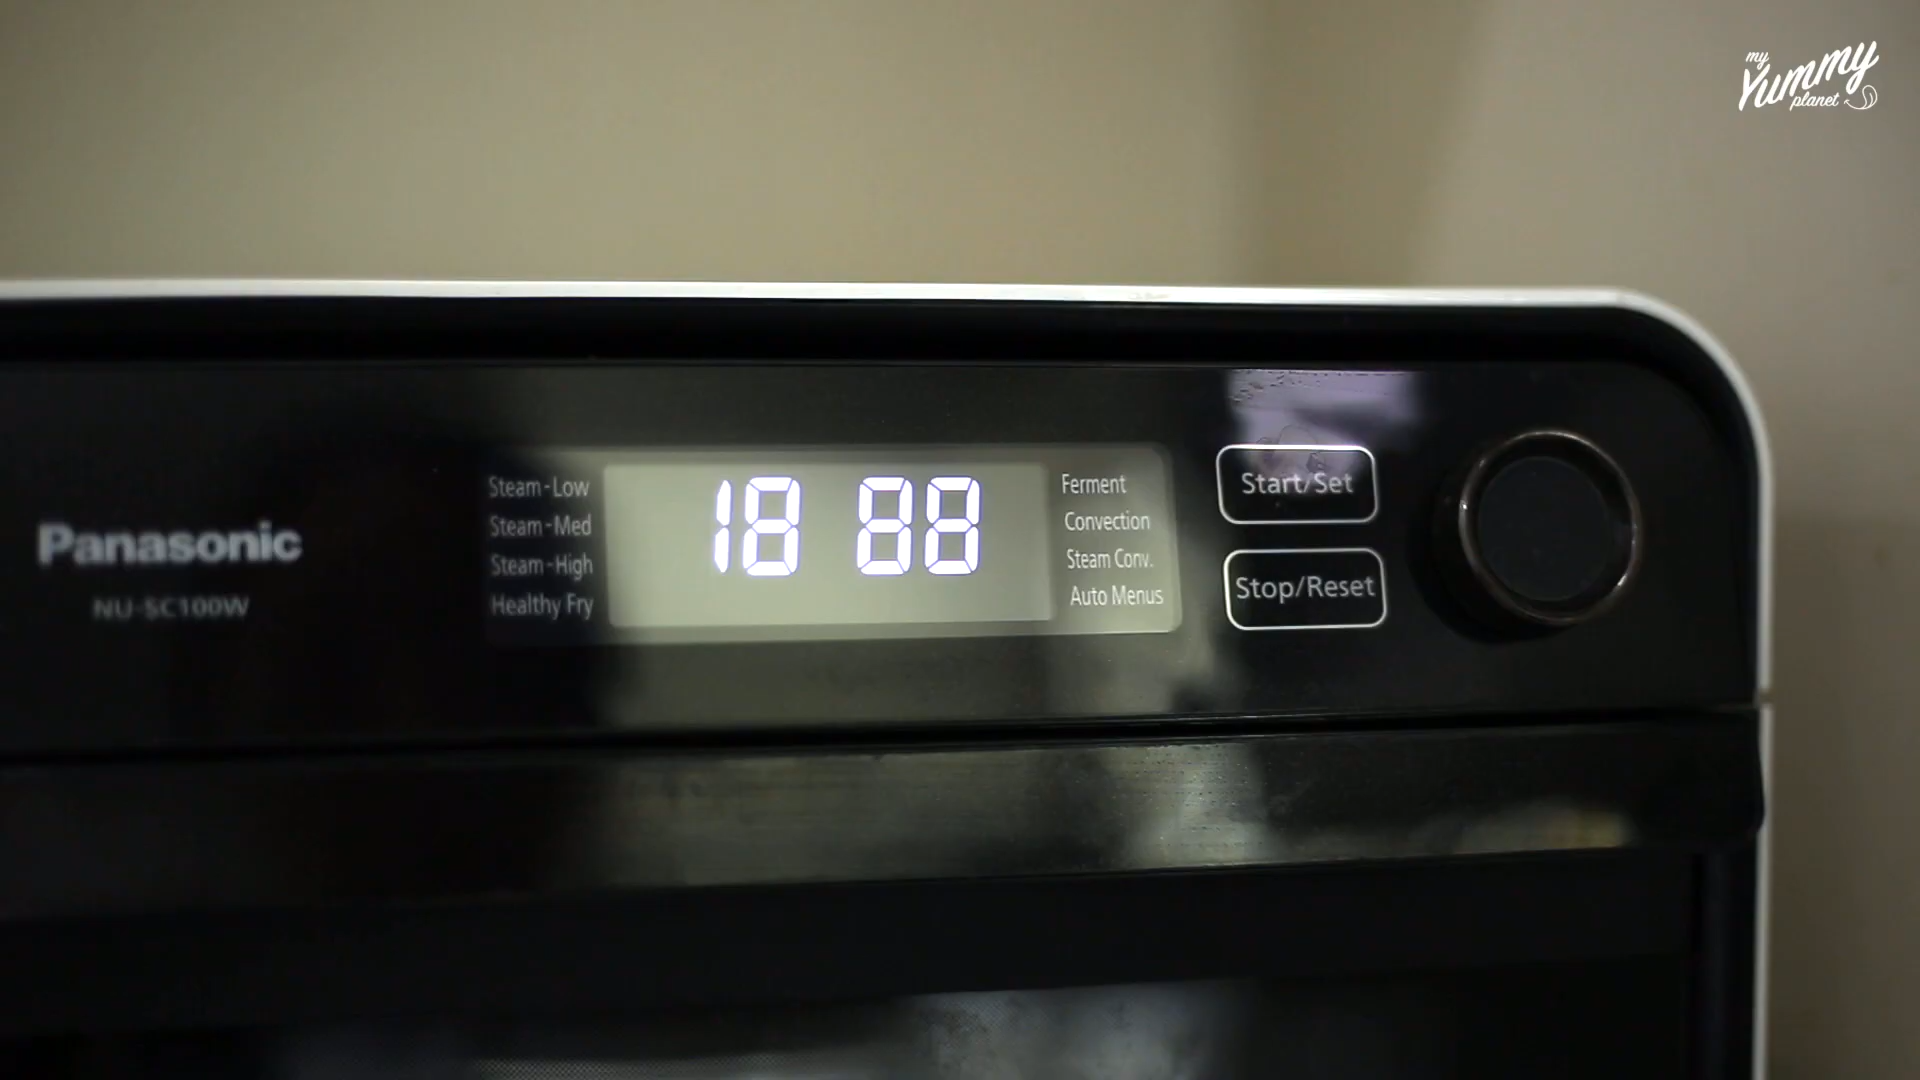 my
Yummy
planet
Panasonic
NU-SC100W
Steam-Low
Steam-Med
Steam-High
Healthy Fry
18 88
Ferment
Convection
Steam Conv.
Auto Menus
Start/Set
Stop/Reset